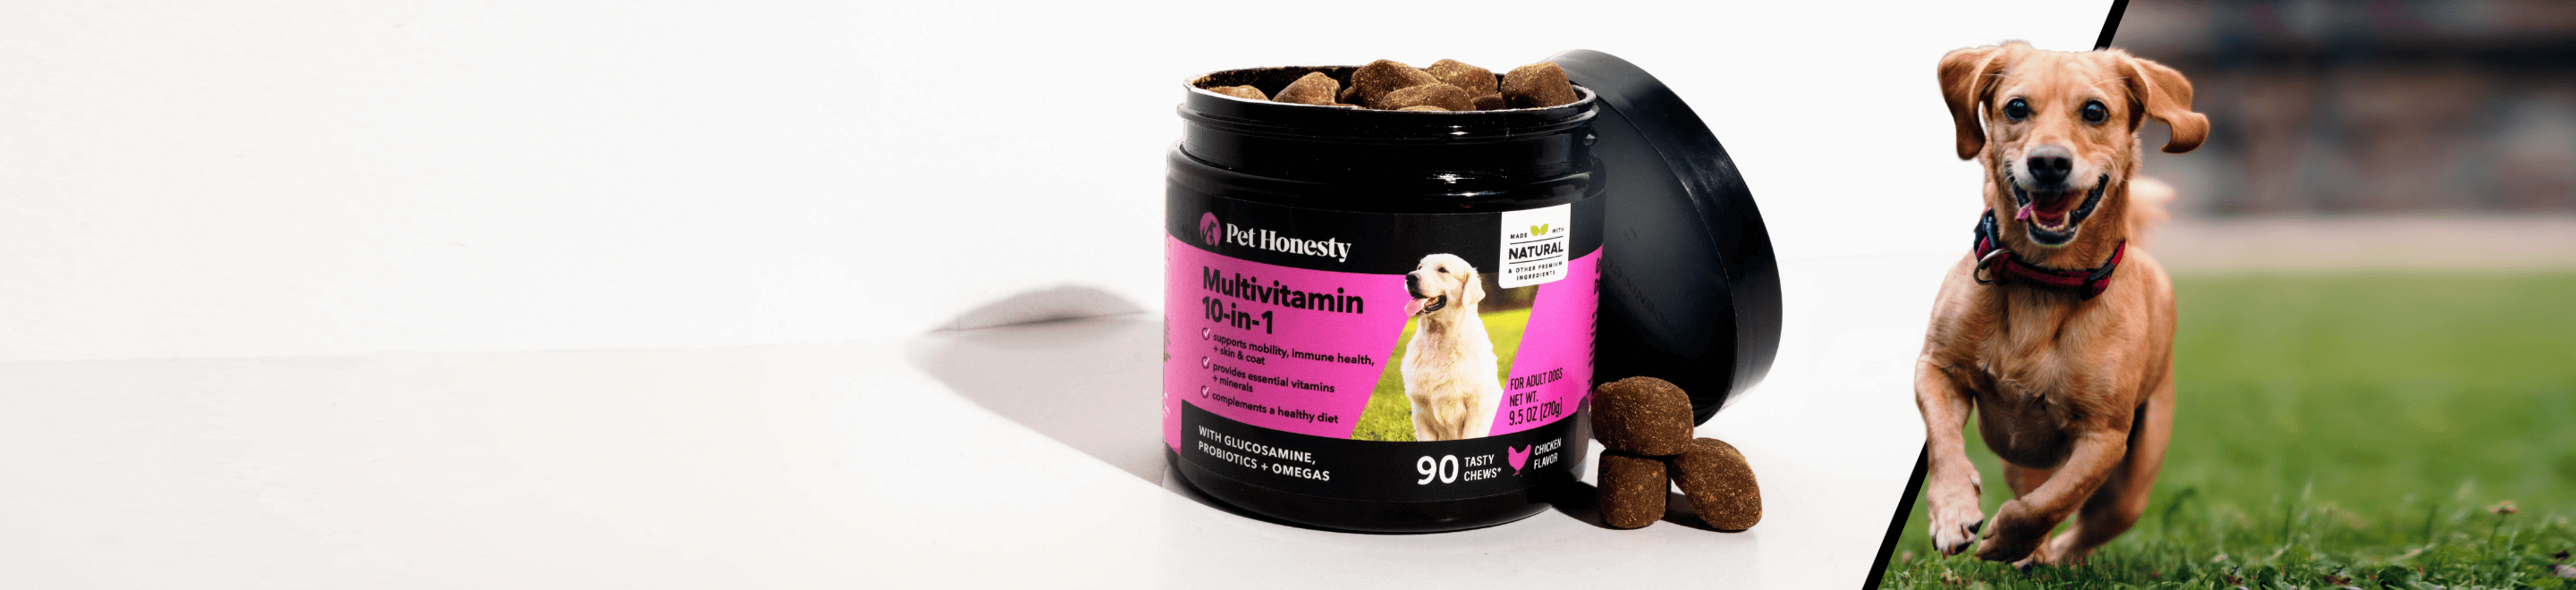 Pet Honesty
MADE WITH
NATURAL
& OTHER PREMIUM
INGREDIENTS
Multivitamin
10-in-1
supports mobility, immune health,
+ skin & coat
provides essential vitamins
+ minerals
complements a healthy diet
FOR ADULT DOGS
NET WT.
9.5 OZ (270g)
WITH GLUCOSAMINE,
PROBIOTICS + OMEGAS
90 TASTY
CHEWS*
CHICKEN
FLAVOR